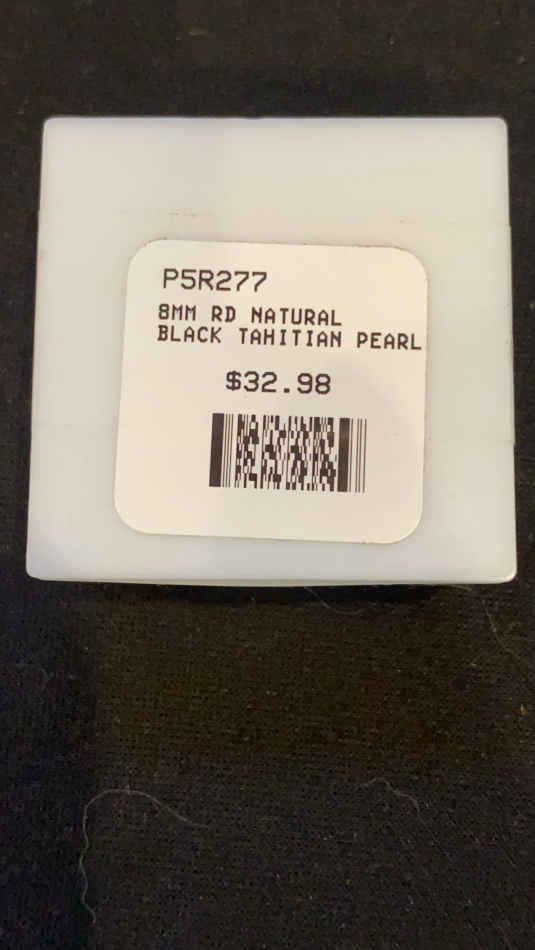 P5R277
8MM RD NATURAL
BLACK TAHITIAN PEARL
$32.98